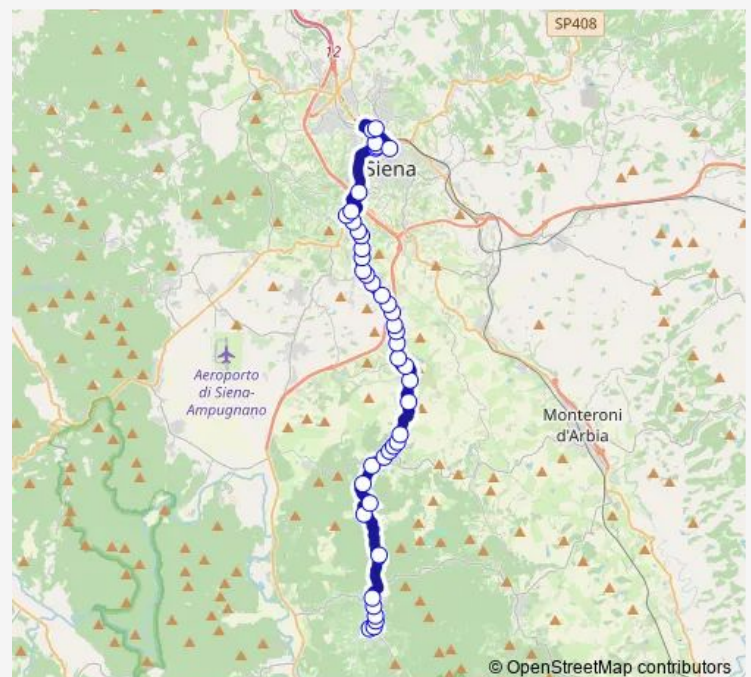 SP408
12
Siena
Aeroporto
di Siena-
Ampugnano
Monteroni
d'Arbia
© OpenStreetMap contributors